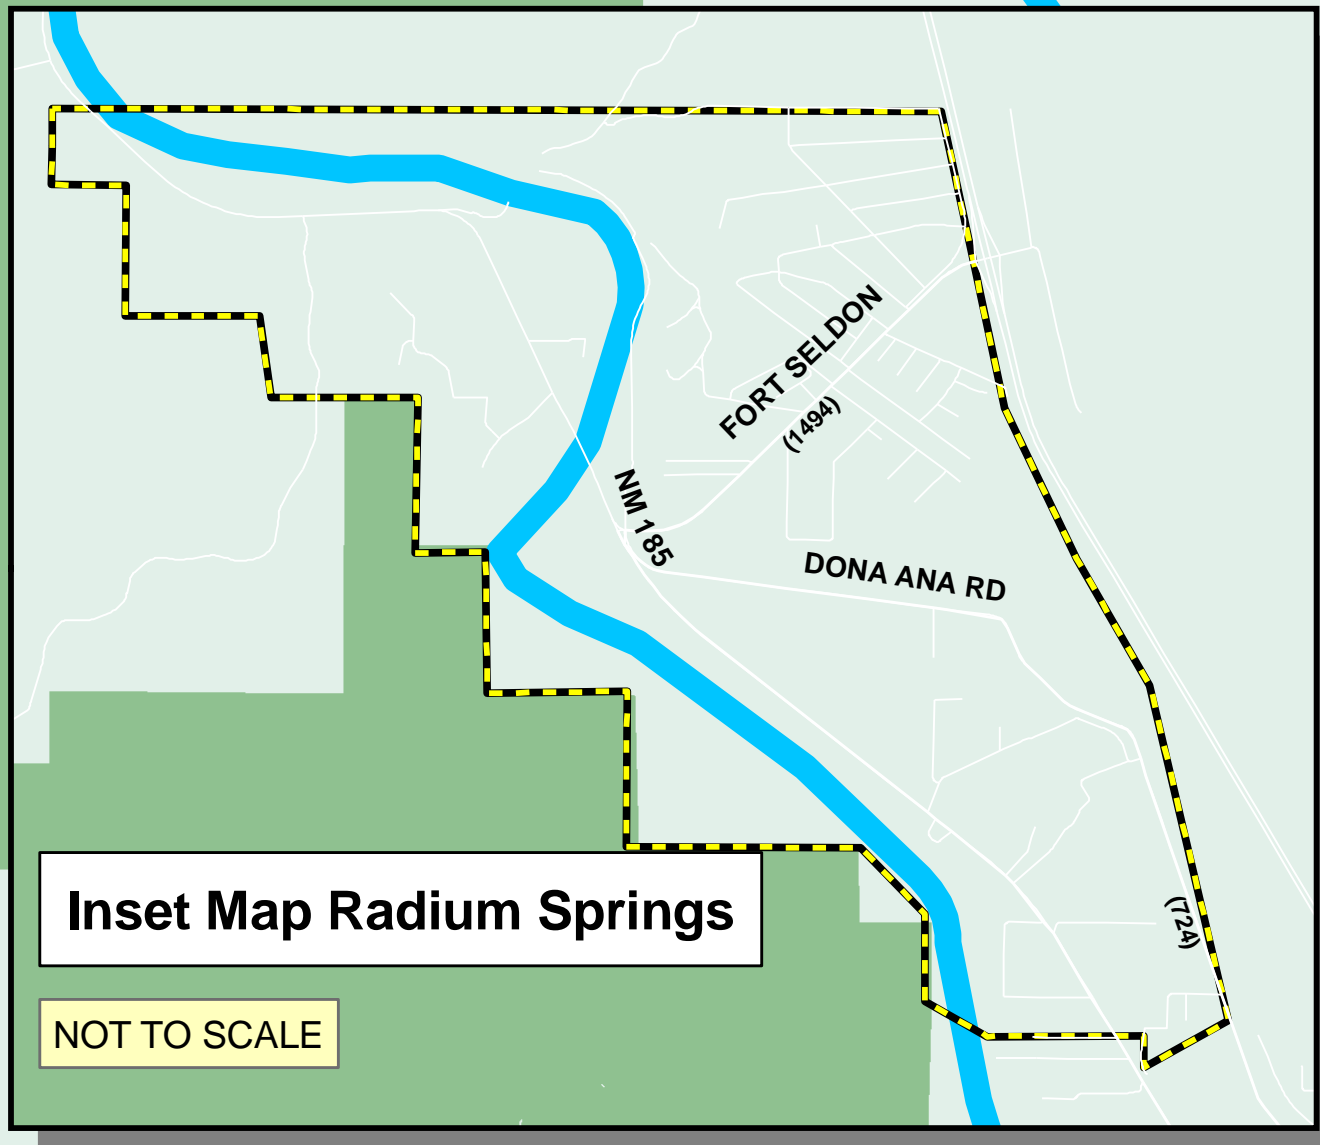 FORT SELDON
(1494)
NM 185
DONA ANA RD
(724)
Inset Map Radium Springs
NOT TO SCALE